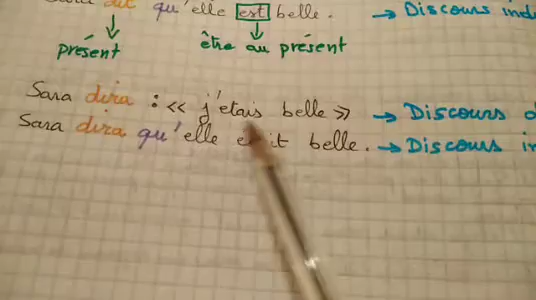 qu'elle est belle. → Discours
présent être au présent
Sara dira : << j'étais belle >> → Discours
Sara dira qu'elle belle. → Discours